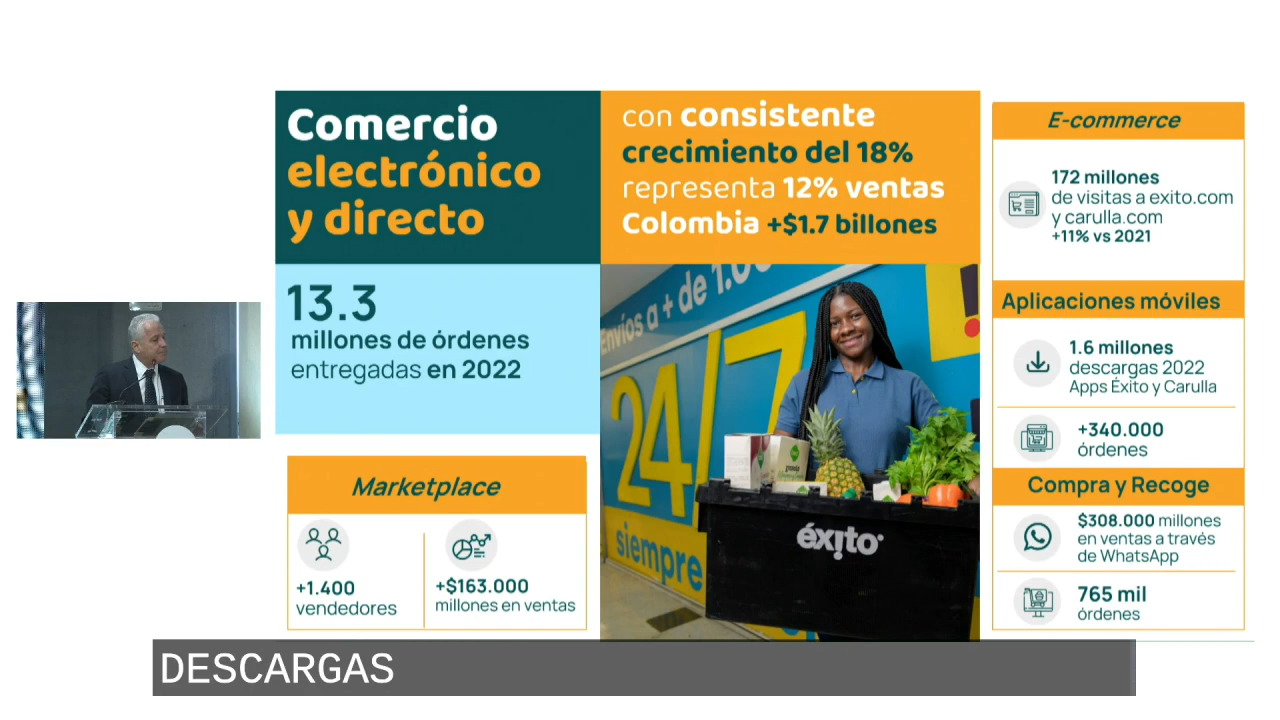 Comercio
electrónico
y directo
con consistente
crecimiento del 18%
representa 12% ventas
Colombia +$1.7 billones
13.3
millones de órdenes
entregadas en 2022
Marketplace
+1.400
vendedores
+$163.000
millones en ventas
Envíos a + de 1.0
24/7
siempre
éxito
E-commerce
172 millones
de visitas a exito.com
y carulla.com
+11% vs 2021
Aplicaciones móviles
1.6 millones
descargas 2022
Apps Éxito y Carulla
+340.000
órdenes
Compra y Recoge
$308.000 millones
en ventas a través
de WhatsApp
765 mil
órdenes
DESCARGAS